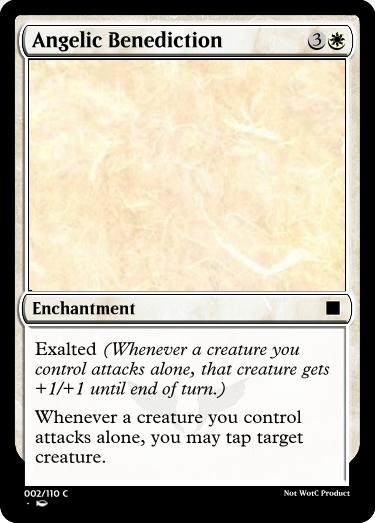 Angelic Benediction 3
Enchantment
Exalted (Whenever a creature you
control attacks alone, that creature gets
+1/+1 until end of turn.)
Whenever a creature you control
attacks alone, you may tap target
creature.
002/110 C
Not WotC Product